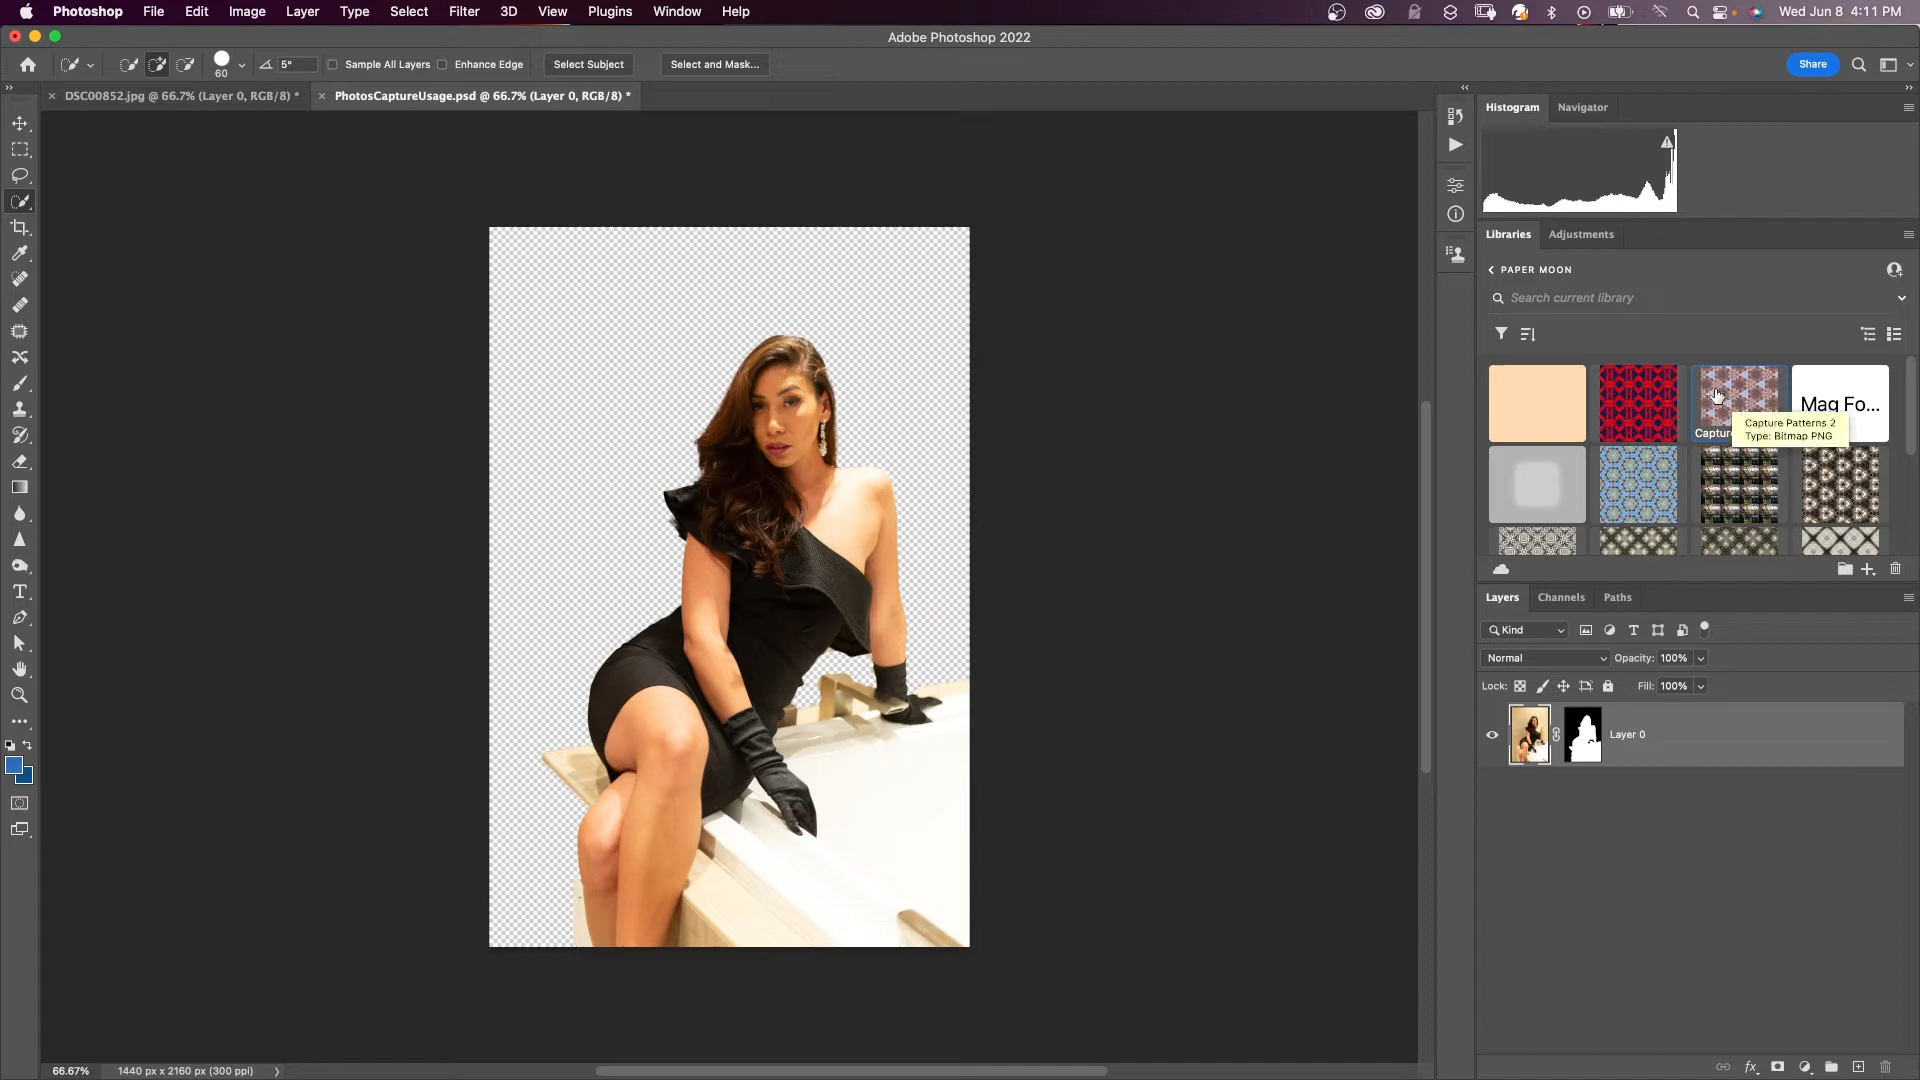 Photoshop File Edit Image Layer Type Select Filter 3D View Plugins Window Help Wed Jun 8 4:11 PM
Adobe Photoshop 2022
60 5° Sample All Layers Enhance Edge Select Subject Select and Mask... Share
DSC00852.jpg @ 66.7% (Layer 0, RGB/8) * PhotosCaptureUsage.psd @ 66.7% (Layer 0, RGB/8) *
Histogram Navigator
Libraries Adjustments
PAPER MOON
Search current library
Mag Fo...
Capture Patterns 2
Type: Bitmap PNG
Layers Channels Paths
Kind
Normal Opacity: 100%
Lock: Fill: 100%
Layer 0
66.67% 1440 px x 2160 px (300 ppi)